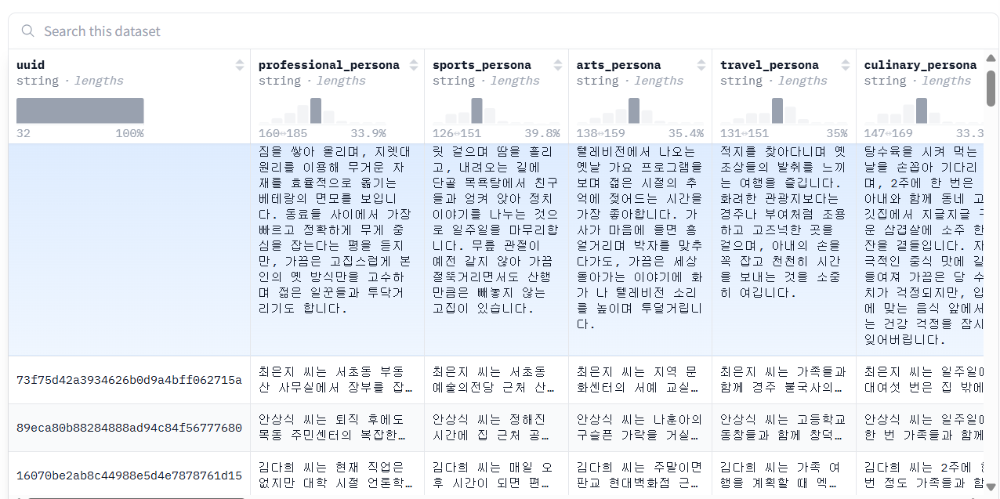 Search this dataset
uuid
string · lengths
32 100%
professional_persona
string · lengths
160↔185 33.9%
sports_persona
string · lengths
126↔151 39.8%
arts_persona
string · lengths
138↔159 35.4%
travel_persona
string · lengths
131↔151 35%
culinary_persona
string · lengths
147↔169 33.3
짐을 쌓아 올리며, 지렛대
원리를 이용해 무거운 자
재를 효율적으로 옮기는
베테랑의 면모를 보입니
다. 동료들 사이에서 가장
빠르고 정확하게 무게 중
심을 잡는다는 평을 듣지
만, 가끔은 고집스럽게 본
인의 옛 방식만을 고수하
며 젊은 일꾼들과 투닥거
리기도 합니다.
릿 걸으며 땀을 흘리
고, 내려오는 길에
단골 목욕탕에서 친구
들과 엉켜 앉아 정치
이야기를 나누는 것으
로 일주일을 마무리합
니다. 무릎 관절이
예전 같지 않아 가끔
절뚝거리면서도 산행
만큼은 빼놓지 않는
고집이 있습니다.
텔레비전에서 나오는
옛날 가요 프로그램을
보며 젊은 시절의 추
억에 젖어드는 시간을
가장 좋아합니다. 가
사가 마음에 들면 흥
얼거리며 박자를 맞추
다가도, 가끔은 세상
돌아가는 이야기에 화
가 나 텔레비전 소리
를 높이며 투덜거립니
다.
적지를 찾아다니며 옛
조상들의 발취를 느끼
는 여행을 즐깁니다.
화려한 관광지보다는
경주나 부여처럼 조용
하고 고즈넉한 곳을
걸으며, 아내의 손을
꼭 잡고 천천히 시간
을 보내는 것을 소중
히 여깁니다.
탕수육을 시켜 먹는
날을 손꼽아 기다리
며, 2주에 한 번은
아내와 함께 동네 고
깃집에서 지글지글 구
운 삼겹살에 소주 한
잔을 곁들입니다. 자
극적인 중식 맛에 길
들여져 가끔은 당 수
치가 걱정되지만, 입
에 맞는 음식 앞에서
는 건강 걱정을 잠시
잊어버립니다.
73f75d42a3934626b0d9a4bff062715a
최은지 씨는 서초동 부동
산 사무실에서 장부를 잡…
최은지 씨는 서초동
예술의전당 근처 산…
최은지 씨는 지역 문
화센터의 서예 교실…
최은지 씨는 가족들과
함께 경주 불국사의…
최은지 씨는 일주일에
대여섯 번은 집 밖에
89eca80b88284888ad94c84f56777680
안상식 씨는 퇴직 후에도
목동 주민센터의 복잡한…
안상식 씨는 정해진
시간에 집 근처 공…
안상식 씨는 나훈아의
구슬픈 가락을 거실…
안상식 씨는 고등학교
동창들과 함께 창덕…
안상식 씨는 일주일에
한 번 가족들과 함께
16070be2ab8c44988e5d4e7878761d15
김다희 씨는 현재 직업은
없지만 대학 시절 언론학…
김다희 씨는 매일 오
후 시간이 되면 편…
김다희 씨는 주말이면
판교 현대백화점 근…
김다희 씨는 가족 여
행을 계획할 때 엑…
김다희 씨는 2주에 한
번 정도 가족들과 함